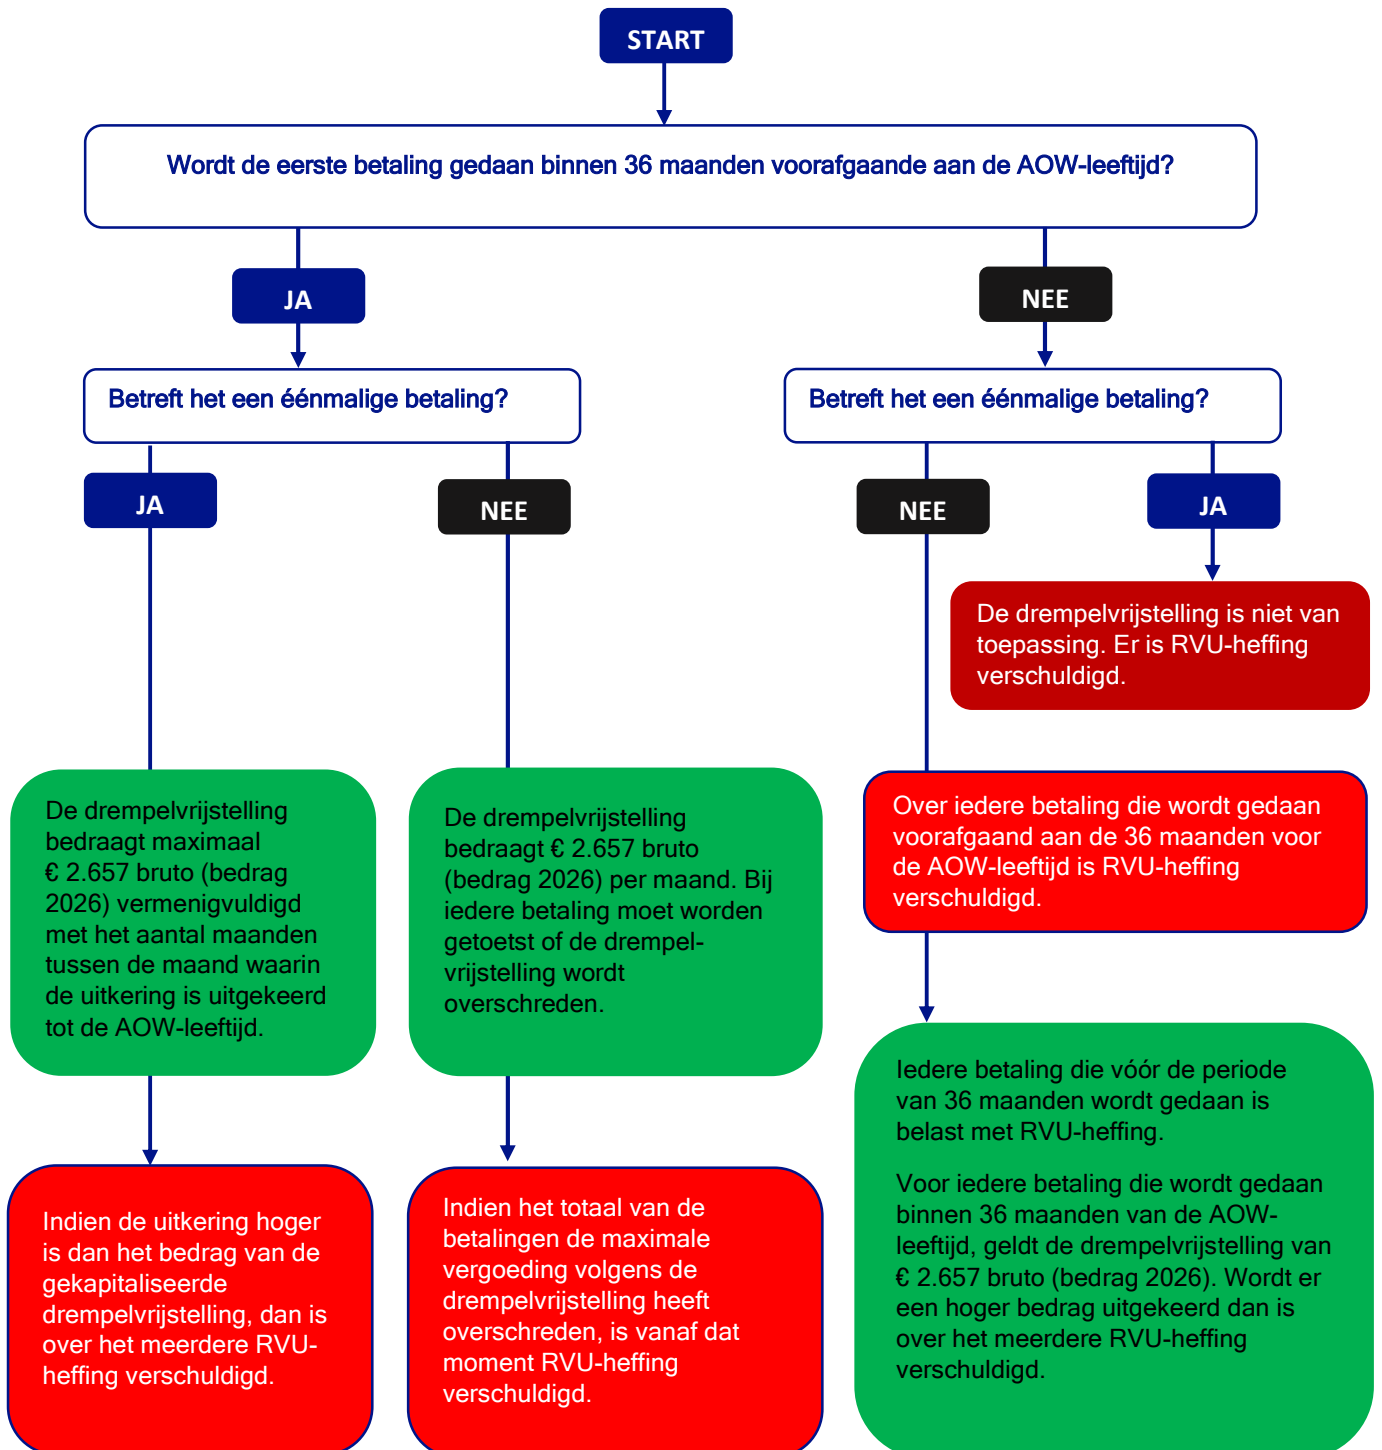 START
Wordt de eerste betaling gedaan binnen 36 maanden voorafgaande aan de AOW-leeftijd?
JA
NEE
Betreft het een éénmalige betaling?
Betreft het een éénmalige betaling?
JA
NEE
NEE
JA
De drempelvrijstelling is niet van
toepassing. Er is RVU-heffing
verschuldigd.
De drempelvrijstelling
bedraagt maximaal
€ 2.657 bruto (bedrag
2026) vermenigvuldigd
met het aantal maanden
tussen de maand waarin
de uitkering is uitgekeerd
tot de AOW-leeftijd.
De drempelvrijstelling
bedraagt € 2.657 bruto
(bedrag 2026) per maand. Bij
iedere betaling moet worden
getoetst of de drempel-
vrijstelling wordt
overschreden.
Over iedere betaling die wordt gedaan
voorafgaand aan de 36 maanden voor
de AOW-leeftijd is RVU-heffing
verschuldigd.
Indien de uitkering hoger
is dan het bedrag van de
gekapitaliseerde
drempelvrijstelling, dan is
over het meerdere RVU-
heffing verschuldigd.
Indien het totaal van de
betalingen de maximale
vergoeding volgens de
drempelvrijstelling heeft
overschreden, is vanaf dat
moment RVU-heffing
verschuldigd.
Iedere betaling die vóór de periode
van 36 maanden wordt gedaan is
belast met RVU-heffing.
Voor iedere betaling die wordt gedaan
binnen 36 maanden van de AOW-
leeftijd, geldt de drempelvrijstelling van
€ 2.657 bruto (bedrag 2026). Wordt er
een hoger bedrag uitgekeerd dan is
over het meerdere RVU-heffing
verschuldigd.